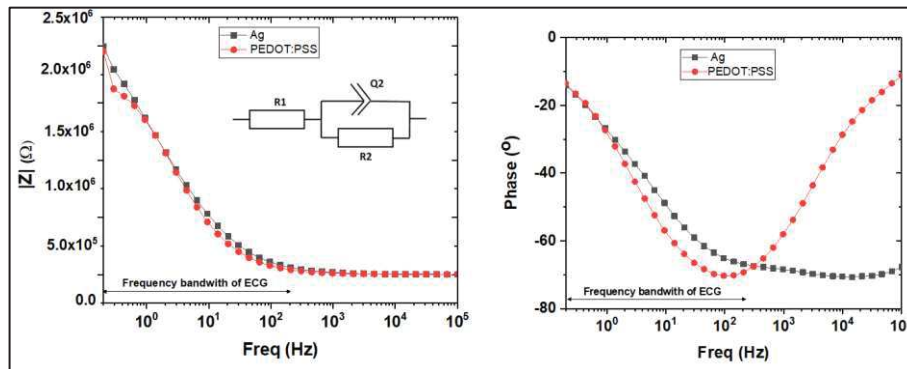 2.5x10⁶
2.0x10⁶
1.5x10⁶
1.0x10⁶
5.0x10⁵
0.0
|Z| (Ω)
Ag
PEDOT:PSS
R1
Q2
R2
Frequency bandwith of ECG
10⁰ 10¹ 10² 10³ 10⁴ 10⁵
Freq (Hz)
0
-20
-40
-60
-80
Phase (⁰)
Ag
PEDOT:PSS
Frequency bandwith of ECG
10⁰ 10¹ 10² 10³ 10⁴ 10
Freq (Hz)